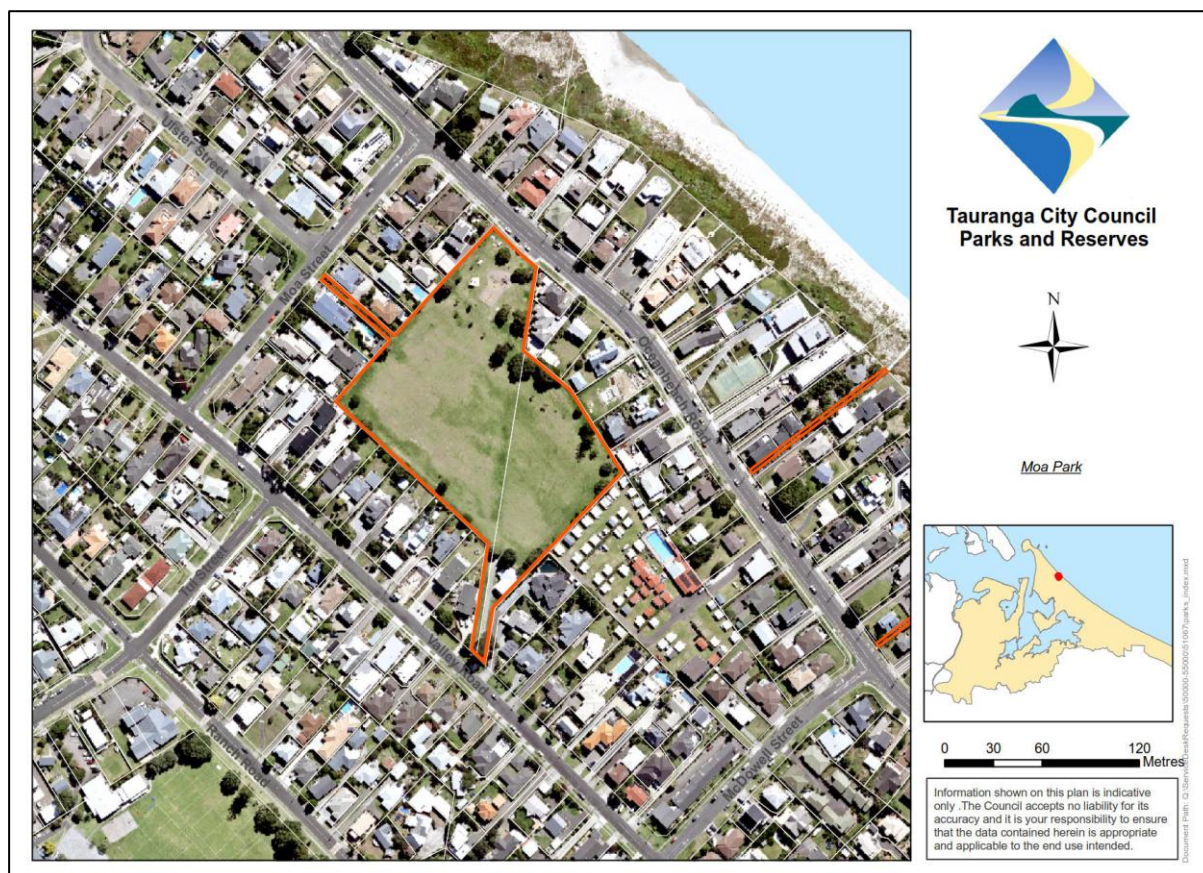 Ulster Street
Moa Street
Oceanbeach Road
Valley Road
Ranch Road
McDowell Street
Tauranga City Council
Parks and Reserves
N
Moa Park
0 30 60 120
Metres
Information shown on this plan is indicative
only .The Council accepts no liability for its
accuracy and it is your responsibility to ensure
that the data contained herein is appropriate
and applicable to the end use intended.